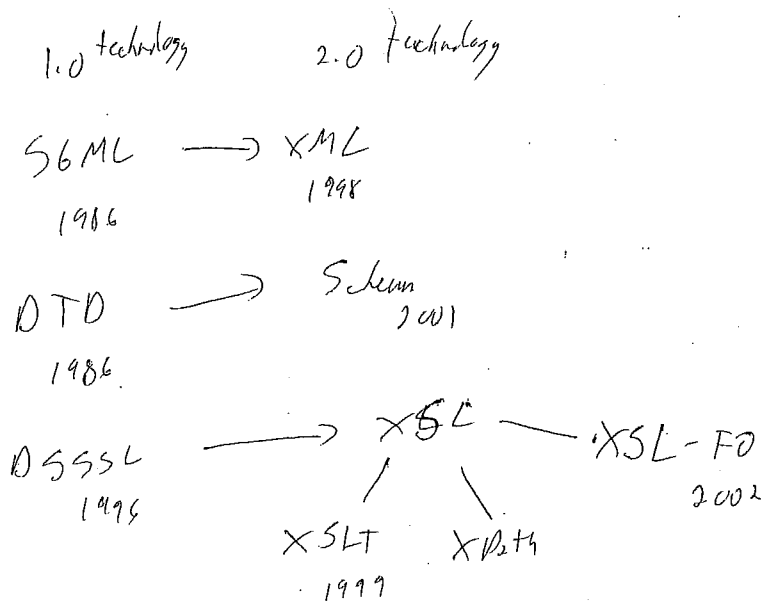 1.0 technology 2.0 technology
SGML → XML
1986 1998
DTD → Schema
2001
1986
XSL — XSL-FO
DSSSL →
1996 2002
XSLT XPath
1999